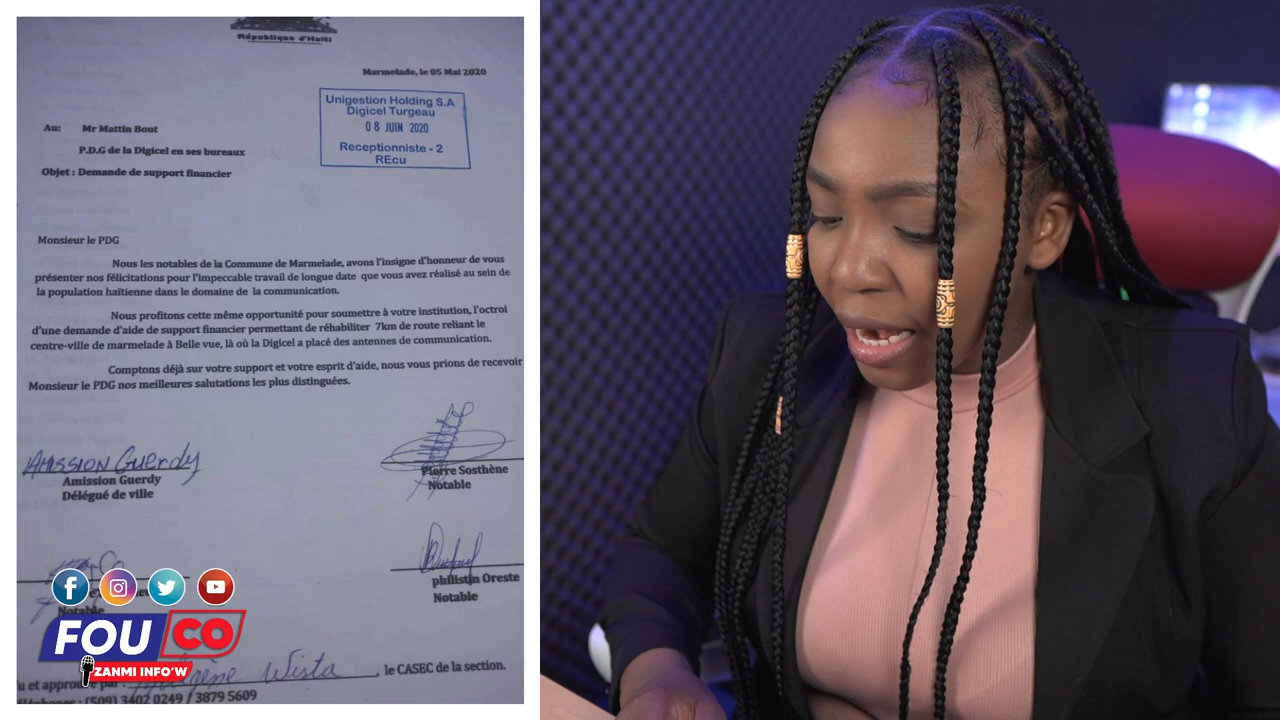 République d'Haïti
Marmelade, le 05 Mai 2020
Unigestion Holding S.A
Digicel Turgeau
08 JUIN 2020
Receptionniste - 2
REcu
Au: Mr Mattin Bout
P.D.G de la Digicel en ses bureaux
Objet : Demande de support financier
Monsieur le PDG
Nous les notables de la Commune de Marmelade, avons l'insigne d'honneur de vous
présenter nos félicitations pour l'impeccable travail de longue date que vous avez réalisé au sein de
la population haïtienne dans le domaine de la communication.
Nous profitons cette même opportunité pour soumettre à votre institution, l'octroi
d'une demande d'aide de support financier permettant de réhabiliter 7km de route reliant le
centre-ville de marmelade à Belle vue, là où la Digicel a placé des antennes de communication.
Comptons déjà sur votre support et votre esprit d'aide, nous vous prions de recevoir
Monsieur le PDG nos meilleures salutations les plus distinguées.
AMISSION Guerdy
Amission Guerdy
Délégué de ville
Pierre Sosthène
Notable
philistin Oreste
Notable
Notable
FOU CO
ZANMI INFO'W
u et approuvé par : Wista, le CASEC de la section.
éléphones : (509) 3402 0249 / 3879 5609